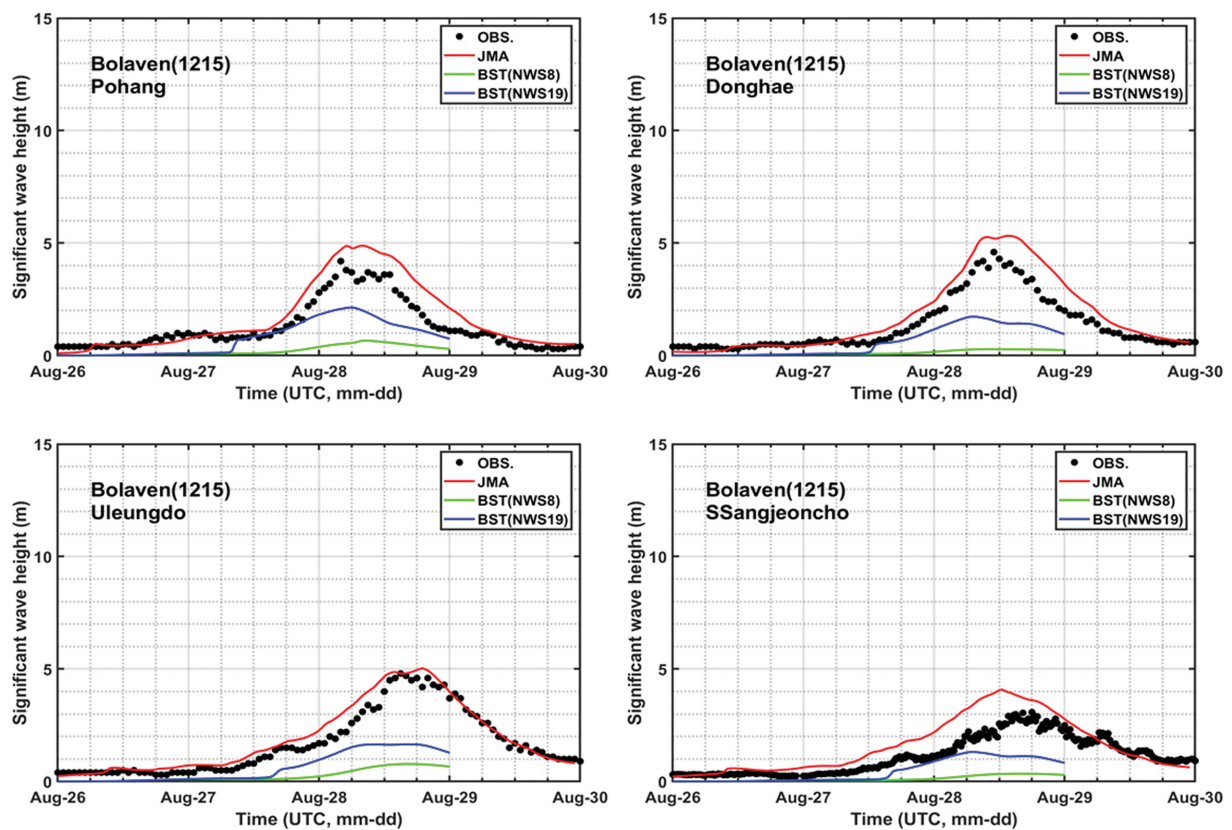 15
10
5
0
Significant wave height (m)
Bolaven(1215)
Pohang
OBS.
JMA
BST(NWS8)
BST(NWS19)
Aug-26
Aug-27
Aug-28
Aug-29
Aug-30
Time (UTC, mm-dd)
15
10
5
0
Significant wave height (m)
Bolaven(1215)
Donghae
OBS.
JMA
BST(NWS8)
BST(NWS19)
Aug-26
Aug-27
Aug-28
Aug-29
Aug-30
Time (UTC, mm-dd)
15
10
5
0
Significant wave height (m)
Bolaven(1215)
Uleungdo
OBS.
JMA
BST(NWS8)
BST(NWS19)
Aug-26
Aug-27
Aug-28
Aug-29
Aug-30
Time (UTC, mm-dd)
15
10
5
0
Significant wave height (m)
Bolaven(1215)
SSangjeoncho
OBS.
JMA
BST(NWS8)
BST(NWS19)
Aug-26
Aug-27
Aug-28
Aug-29
Aug-30
Time (UTC, mm-dd)